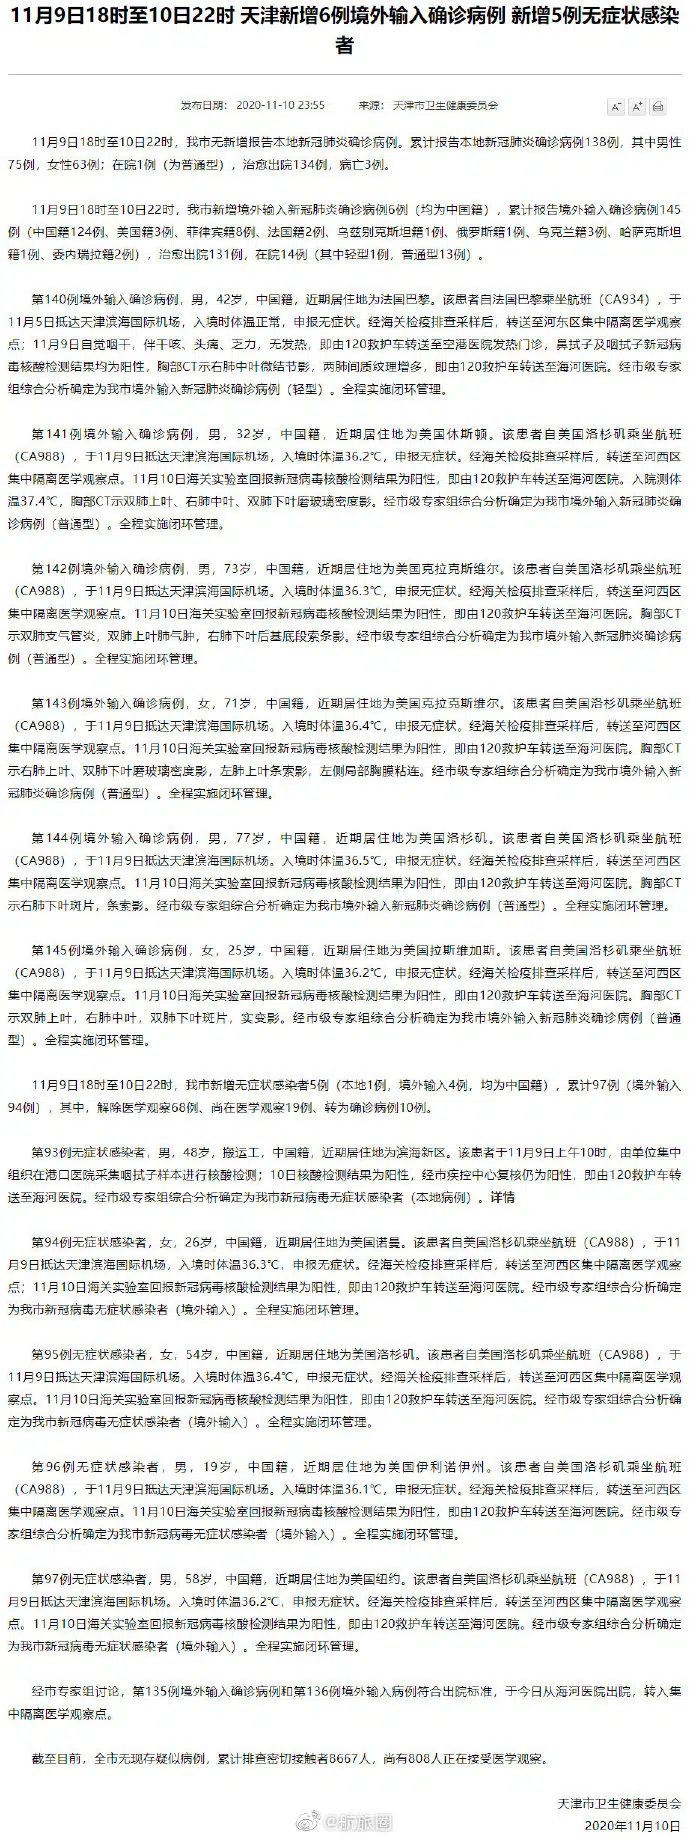 11月9日18时至10日22时 天津新增6例境外输入确诊病例 新增5例无症状感染
者
发布日期： 2020-11-10 23:55 来源： 天津市卫生健康委员会
11月9日18时至10日22时，我市无新增报告本地新冠肺炎确诊病例。累计报告本地新冠肺炎确诊病例138例，其中男性
75例，女性63例；在院1例（为普通型），治愈出院134例，病亡3例。
11月9日18时至10日22时，我市新增境外输入新冠肺炎确诊病例6例（均为中国籍），累计报告境外输入确诊病例145
例（中国籍124例、美国籍3例、菲律宾籍8例、法国籍2例、乌兹别克斯坦籍1例、俄罗斯籍1例、乌克兰籍3例、哈萨克斯坦
籍1例、委内瑞拉籍2例），治愈出院131例，在院14例（其中轻型1例，普通型13例）。
第140例境外输入确诊病例，男，42岁，中国籍，近期居住地为法国巴黎。该患者自法国巴黎乘坐航班（CA934），于
11月5日抵达天津滨海国际机场，入境时体温正常，申报无症状。经海关检疫排查采样后，转送至河东区集中隔离医学观察
点；11月9日自觉咽干，伴干咳、头痛、乏力，无发热，即由120救护车转送至空港医院发热门诊，鼻拭子及咽拭子新冠病
毒核酸检测结果均为阳性，胸部CT示右肺中叶微结节影，两肺间质纹理增多，即由120救护车转送至海河医院。经市级专家
组综合分析确定为我市境外输入新冠肺炎确诊病例（轻型）。全程实施闭环管理。
第141例境外输入确诊病例，男，32岁，中国籍，近期居住地为美国休斯顿。该患者自美国洛杉矶乘坐航班
（CA988），于11月9日抵达天津滨海国际机场，入境时体温36.2℃，申报无症状。经海关检疫排查采样后，转送至河西区
集中隔离医学观察点。11月10日海关实验室回报新冠病毒核酸检测结果为阳性，即由120救护车转送至海河医院。入院测体
温37.4℃，胸部CT示双肺上叶、右肺中叶、双肺下叶磨玻璃密度影。经市级专家组综合分析确定为我市境外输入新冠肺炎确
诊病例（普通型）。全程实施闭环管理。
第142例境外输入确诊病例，男，73岁，中国籍，近期居住地为美国克拉克斯维尔。该患者自美国洛杉矶乘坐航班
（CA988），于11月9日抵达天津滨海国际机场。入境时体温36.3℃，申报无症状。经海关检疫排查采样后，转送至河西区
集中隔离医学观察点。11月10日海关实验室回报新冠病毒核酸检测结果为阳性，即由120救护车转送至海河医院。胸部CT
示双肺支气管炎，双肺上叶肺气肿，右肺下叶后基底段索条影。经市级专家组综合分析确定为我市境外输入新冠肺炎确诊病
例（普通型）。全程实施闭环管理。
第143例境外输入确诊病例，女，71岁，中国籍，近期居住地为美国克拉克斯维尔。该患者自美国洛杉矶乘坐航班
（CA988），于11月9日抵达天津滨海国际机场。入境时体温36.4℃，申报无症状。经海关检疫排查采样后，转送至河西区
集中隔离医学观察点。11月10日海关实验室回报新冠病毒核酸检测结果为阳性，即由120救护车转送至海河医院。胸部CT
示右肺上叶、双肺下叶磨玻璃密度影，左肺上叶条索影，左侧局部胸膜粘连。经市级专家组综合分析确定为我市境外输入新
冠肺炎确诊病例（普通型）。全程实施闭环管理。
第144例境外输入确诊病例，男，77岁，中国籍，近期居住地为美国洛杉矶。该患者自美国洛杉矶乘坐航班
（CA988），于11月9日抵达天津滨海国际机场。入境时体温36.5℃，申报无症状。经海关检疫排查采样后，转送至河西区
集中隔离医学观察点。11月10日海关实验室回报新冠病毒核酸检测结果为阳性，即由120救护车转送至海河医院。胸部CT
示右肺下叶斑片，条索影。经市级专家组综合分析确定为我市境外输入新冠肺炎确诊病例（普通型）。全程实施闭环管理。
第145例境外输入确诊病例，女，25岁，中国籍，近期居住地为美国拉斯维加斯。该患者自美国洛杉矶乘坐航班
（CA988），于11月9日抵达天津滨海国际机场。入境时体温36.2℃，申报无症状。经海关检疫排查采样后，转送至河西区
集中隔离医学观察点。11月10日海关实验室回报新冠病毒核酸检测结果为阳性，即由120救护车转送至海河医院。胸部CT
示双肺上叶，右肺中叶，双肺下叶斑片，实变影。经市级专家组综合分析确定为我市境外输入新冠肺炎确诊病例（普通
型）。全程实施闭环管理。
11月9日18时至10日22时，我市新增无症状感染者5例（本地1例，境外输入4例，均为中国籍），累计97例（境外输入
94例），其中，解除医学观察68例、尚在医学观察19例、转为确诊病例10例。
第93例无症状感染者，男，48岁，搬运工，中国籍，近期居住地为滨海新区。该患者于11月9日上午10时，由单位集中
组织在港口医院采集咽拭子样本进行核酸检测；10日核酸检测结果为阳性，经市疾控中心复核仍为阳性，即由120救护车转
送至海河医院。经市级专家组综合分析确定为我市新冠病毒无症状感染者（本地病例）。详情
第94例无症状感染者，女，26岁，中国籍，近期居住地为美国诺曼。该患者自美国洛杉矶乘坐航班（CA988），于11
月9日抵达天津滨海国际机场，入境时体温36.3℃，申报无症状。经海关检疫排查采样后，转送至河西区集中隔离医学观察
点；11月10日海关实验室回报新冠病毒核酸检测结果为阳性，即由120救护车转送至海河医院。经市级专家组综合分析确定
为我市新冠病毒无症状感染者（境外输入）。全程实施闭环管理。
第95例无症状感染者，女，54岁，中国籍，近期居住地为美国洛杉矶。该患者自美国洛杉矶乘坐航班（CA988），于
11月9日抵达天津滨海国际机场。入境时体温36.4℃，申报无症状。经海关检疫排查采样后，转送至河西区集中隔离医学观
察点。11月10日海关实验室回报新冠病毒核酸检测结果为阳性，即由120救护车转送至海河医院。经市级专家组综合分析确
定为我市新冠病毒无症状感染者（境外输入）。全程实施闭环管理。
第96例无症状感染者，男，19岁，中国籍，近期居住地为美国伊利诺伊州。该患者自美国洛杉矶乘坐航班
（CA988），于11月9日抵达天津滨海国际机场。入境时体温36.1℃，申报无症状。经海关检疫排查采样后，转送至河西区
集中隔离医学观察点。11月10日海关实验室回报新冠病毒核酸检测结果为阳性，即由120救护车转送至海河医院。经市级专
家组综合分析确定为我市新冠病毒无症状感染者（境外输入）。全程实施闭环管理。
第97例无症状感染者，男，58岁，中国籍，近期居住地为美国纽约。该患者自美国洛杉矶乘坐航班（CA988），于11
月9日抵达天津滨海国际机场。入境时体温36.2℃，申报无症状。经海关检疫排查采样后，转送至河西区集中隔离医学观察
点。11月10日海关实验室回报新冠病毒核酸检测结果为阳性，即由120救护车转送至海河医院。经市级专家组综合分析确定
为我市新冠病毒无症状感染者（境外输入）。全程实施闭环管理。
经市专家组讨论，第135例境外输入确诊病例和第136例境外输入病例符合出院标准，于今日从海河医院出院，转入集
中隔离医学观察点。
截至目前，全市无现存疑似病例，累计排查密切接触者8667人，尚有808人正在接受医学观察。
天津市卫生健康委员会
2020年11月10日
@航旅圈